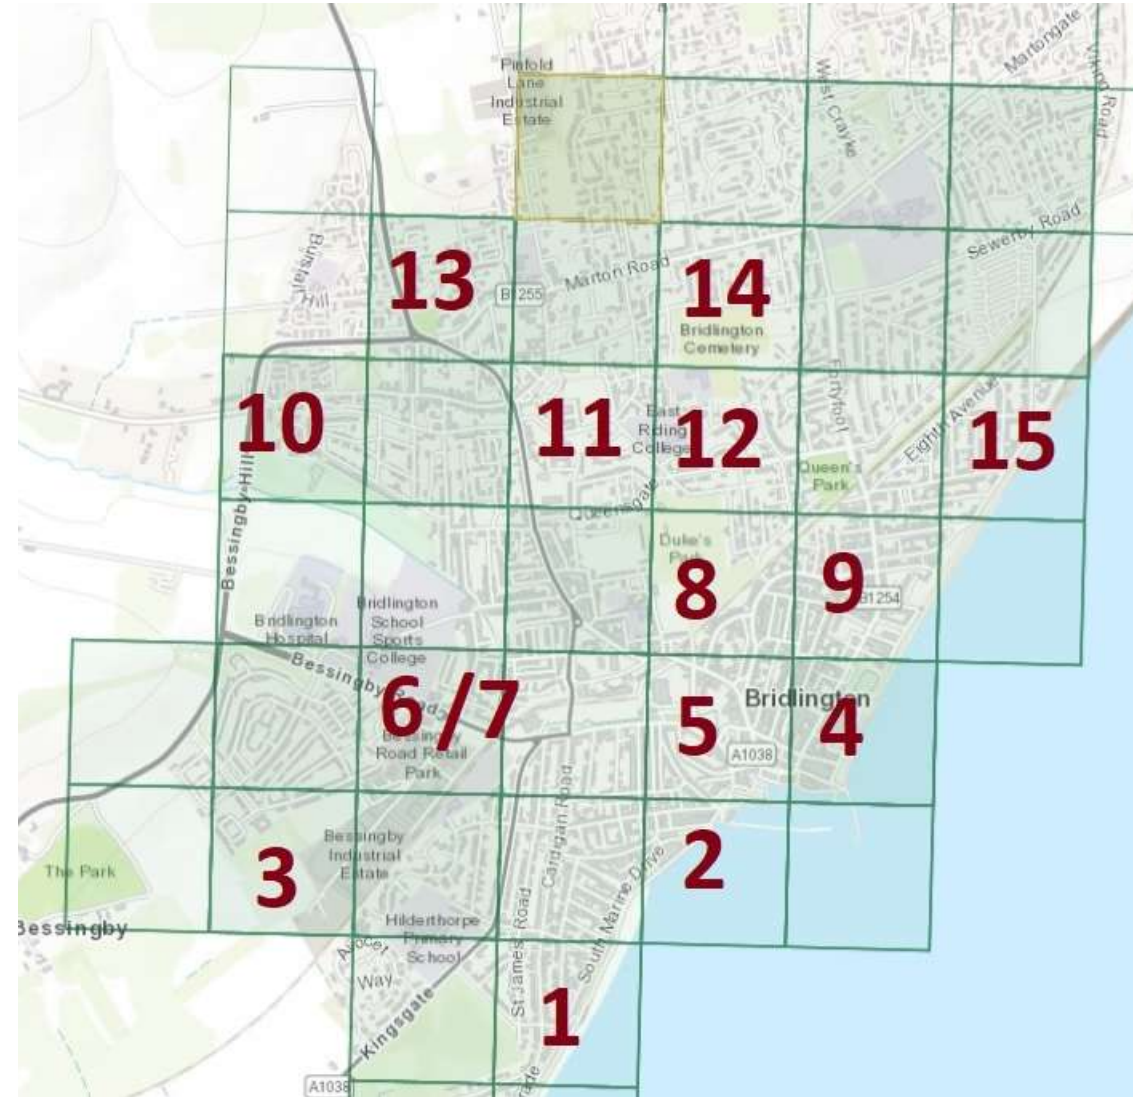 Martongate
Viking Road
Pinfold
Lane
Industrial
Estate
West Crayke
Sewerby Road
Burstall
Hill
13
B1255
Marton Road
14
Bridlington
Cemetery
Fortyfoot
10
11
East
Riding
College
12
Eighth Avenue
15
Queen's
Park
Queensgate
Bessingby Hill
Duke's
Park
8
9
B1254
Bridlington
Hospital
Bridlington
School
Sports
College
Bessingby Road
6/7
Bessingby
Road Retail
Park
5
Bridlington
4
A1038
Cardigan Road
2
The Park
3
Bessingby
Industrial
Estate
South Marine Drive
Bessingby
Hilderthorpe
Primary
School
Avocet
Way
St James Road
1
Kingsgate
A1038